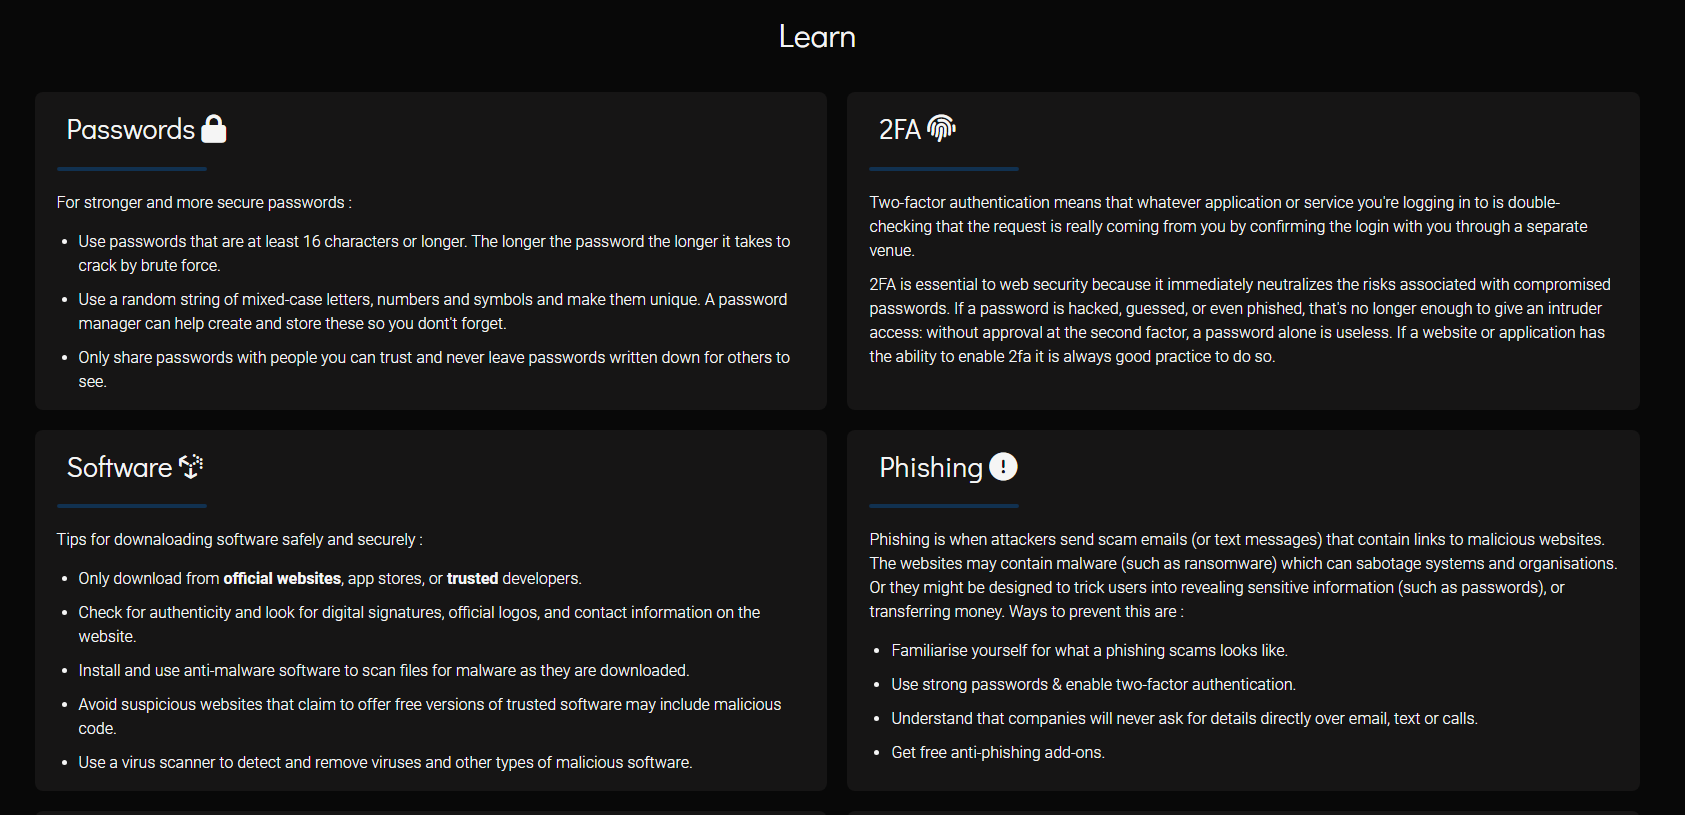 Learn
Passwords
For stronger and more secure passwords :
Use passwords that are at least 16 characters or longer. The longer the password the longer it takes to
crack by brute force.
Use a random string of mixed-case letters, numbers and symbols and make them unique. A password
manager can help create and store these so you dont't forget.
Only share passwords with people you can trust and never leave passwords written down for others to
see.
2FA
Two-factor authentication means that whatever application or service you're logging in to is double-
checking that the request is really coming from you by confirming the login with you through a separate
venue.
2FA is essential to web security because it immediately neutralizes the risks associated with compromised
passwords. If a password is hacked, guessed, or even phished, that's no longer enough to give an intruder
access: without approval at the second factor, a password alone is useless. If a website or application has
the ability to enable 2fa it is always good practice to do so.
Software
Tips for downaloading software safely and securely :
Only download from official websites, app stores, or trusted developers.
Check for authenticity and look for digital signatures, official logos, and contact information on the
website.
Install and use anti-malware software to scan files for malware as they are downloaded.
Avoid suspicious websites that claim to offer free versions of trusted software may include malicious
code.
Use a virus scanner to detect and remove viruses and other types of malicious software.
Phishing
Phishing is when attackers send scam emails (or text messages) that contain links to malicious websites.
The websites may contain malware (such as ransomware) which can sabotage systems and organisations.
Or they might be designed to trick users into revealing sensitive information (such as passwords), or
transferring money. Ways to prevent this are :
Familiarise yourself for what a phishing scams looks like.
Use strong passwords & enable two-factor authentication.
Understand that companies will never ask for details directly over email, text or calls.
Get free anti-phishing add-ons.